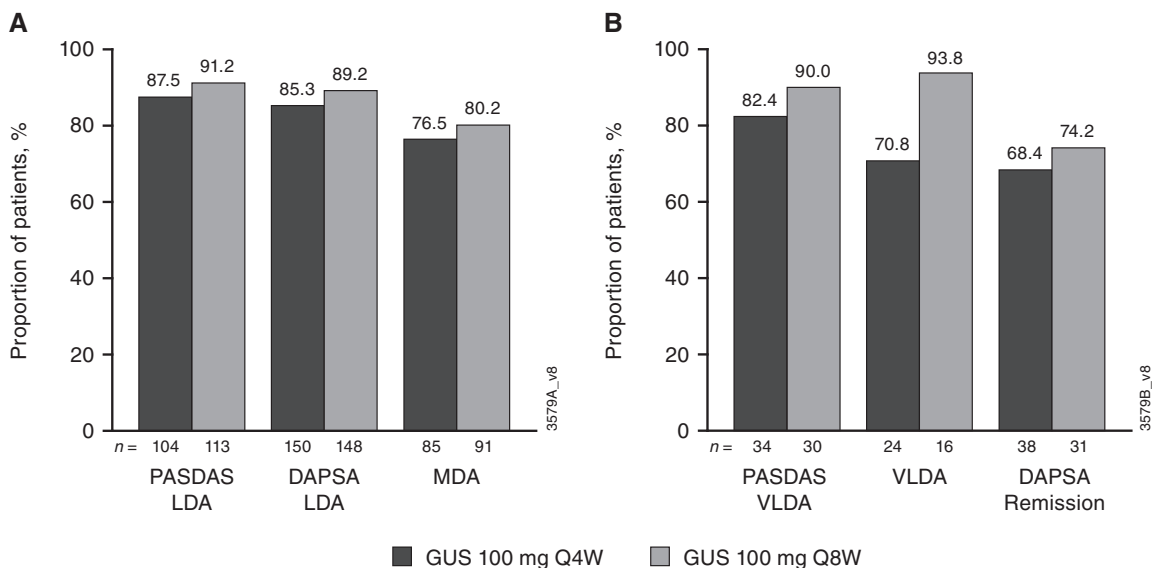 A
Proportion of patients, %
100
80
60
40
20
0
87.5
91.2
85.3
89.2
76.5
80.2
n = 104 113 150 148 85 91
PASDAS DAPSA MDA
LDA LDA
3579A_v8
B
Proportion of patients, %
100
80
60
40
20
0
82.4
90.0
70.8
93.8
68.4
74.2
n = 34 30 24 16 38 31
PASDAS VLDA DAPSA
VLDA Remission
3579B_v8
GUS 100 mg Q4W GUS 100 mg Q8W